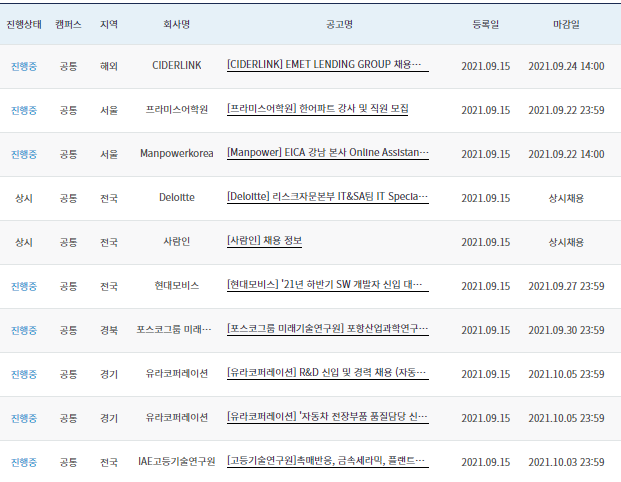 진행상태 캠퍼스 지역 회사명 공고명 등록일 마감일
진행중 공통 해외 CIDERLINK [CIDERLINK] EMET LENDING GROUP 채용… 2021.09.15 2021.09.24 14:00
진행중 공통 서울 프라미스어학원 [프라미스어학원] 한어파트 강사 및 직원 모집 2021.09.15 2021.09.22 23:59
진행중 공통 서울 Manpowerkorea [Manpower] EICA 강남 본사 Online Assistan… 2021.09.15 2021.09.22 14:00
상시 공통 전국 Deloitte [Deloitte] 리스크자문본부 IT&SA팀 IT Specia… 2021.09.15 상시채용
상시 공통 전국 사람인 [사람인] 채용 정보 2021.09.15 상시채용
진행중 공통 전국 현대모비스 [현대모비스] '21년 하반기 SW 개발자 신입 대… 2021.09.15 2021.09.27 23:59
진행중 공통 경북 포스코그룹 미래… [포스코그룹 미래기술연구원] 포항산업과학연구… 2021.09.15 2021.09.30 23:59
진행중 공통 경기 유라코퍼레이션 [유라코퍼레이션] R&D 신입 및 경력 채용 (자동… 2021.09.15 2021.10.05 23:59
진행중 공통 경기 유라코퍼레이션 [유라코퍼레이션] '자동차 전장부품 품질담당 신… 2021.09.15 2021.10.05 23:59
진행중 공통 전국 IAE고등기술연구원 [고등기술연구원]촉매반응, 금속세라믹, 플랜트… 2021.09.15 2021.10.03 23:59